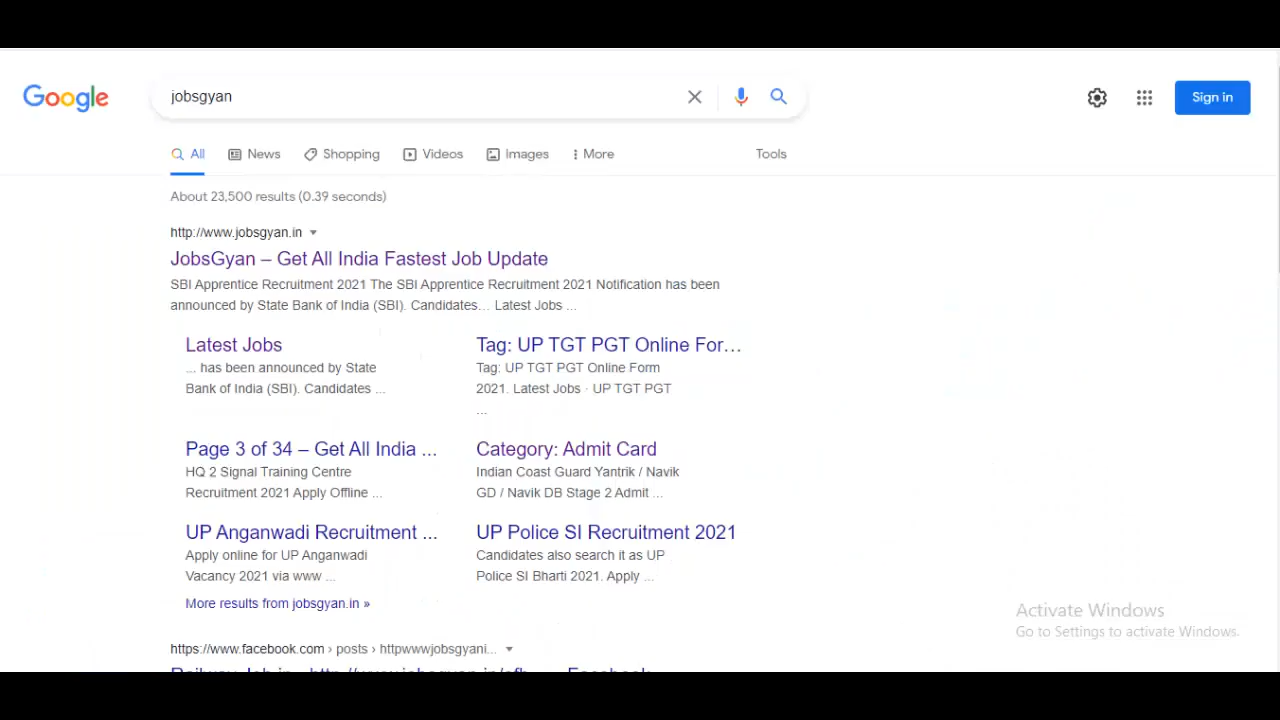 Google
jobsgyan
Sign in
All News Shopping Videos Images More Tools
About 23,500 results (0.39 seconds)
http://www.jobsgyan.in
JobsGyan – Get All India Fastest Job Update
SBI Apprentice Recruitment 2021 The SBI Apprentice Recruitment 2021 Notification has been
announced by State Bank of India (SBI). Candidates... Latest Jobs ...
Latest Jobs
... has been announced by State
Bank of India (SBI). Candidates ...
Tag: UP TGT PGT Online For...
Tag: UP TGT PGT Online Form
2021. Latest Jobs · UP TGT PGT
...
Page 3 of 34 – Get All India ...
HQ 2 Signal Training Centre
Recruitment 2021 Apply Offline ...
Category: Admit Card
Indian Coast Guard Yantrik / Navik
GD / Navik DB Stage 2 Admit ...
UP Anganwadi Recruitment ...
Apply online for UP Anganwadi
Vacancy 2021 via www ...
UP Police SI Recruitment 2021
Candidates also search it as UP
Police SI Bharti 2021. Apply ...
More results from jobsgyan.in »
Activate Windows
Go to Settings to activate Windows.
https://www.facebook.com › posts › httpwwwjobsgyani...